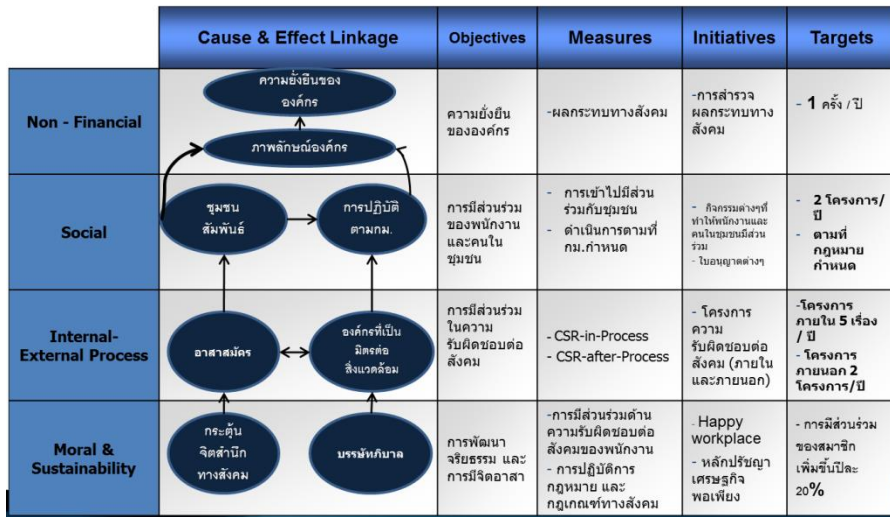 Cause & Effect Linkage
Objectives
Measures
Initiatives
Targets
Non - Financial
ความยั่งยืนของ
องค์กร
ภาพลักษณ์องค์กร
ความยั่งยืน
ขององค์กร
-ผลกระทบทางสังคม
-การสำรวจ
ผลกระทบทาง
สังคม
- 1 ครั้ง / ปี
Social
ชุมชน
สัมพันธ์
การปฏิบัติ
ตามกม.
การมีส่วนร่วม
ของพนักงาน
และคนใน
ชุมชน
- การเข้าไปมีส่วน
ร่วมกับชุมชน
- ดำเนินการตามที่
กม.กำหนด
- กิจกรรมต่างๆที่
ทำให้พนักงานและ
คนในชุมชนมีส่วน
ร่วม
- ใบอนุญาตต่างๆ
- 2 โครงการ/
ปี
- ตามที่
กฎหมาย
กำหนด
Internal-
External Process
อาสาสมัคร
องค์กรที่เป็น
มิตรต่อ
สิ่งแวดล้อม
การมีส่วนร่วม
ในความ
รับผิดชอบต่อ
สังคม
- CSR-in-Process
- CSR-after-Process
- โครงการ
ความ
รับผิดชอบต่อ
สังคม (ภายใน
และภายนอก)
-โครงการ
ภายใน 5 เรื่อง
/ ปี
- โครงการ
ภายนอก 2
โครงการ/ปี
Moral &
Sustainability
กระตุ้น
จิตสำนึก
ทางสังคม
บรรษัทภิบาล
การพัฒนา
จริยธรรม และ
การมีจิตอาสา
-การมีส่วนร่วมด้าน
ความรับผิดชอบต่อ
สังคมของพนักงาน
- การปฏิบัติการ
กฎหมาย และ
กฎเกณฑ์ทางสังคม
- Happy
workplace
- หลักปรัชญา
เศรษฐกิจ
พอเพียง
- การมีส่วนร่วม
ของสมาชิก
เพิ่มขึ้นปีละ
20%